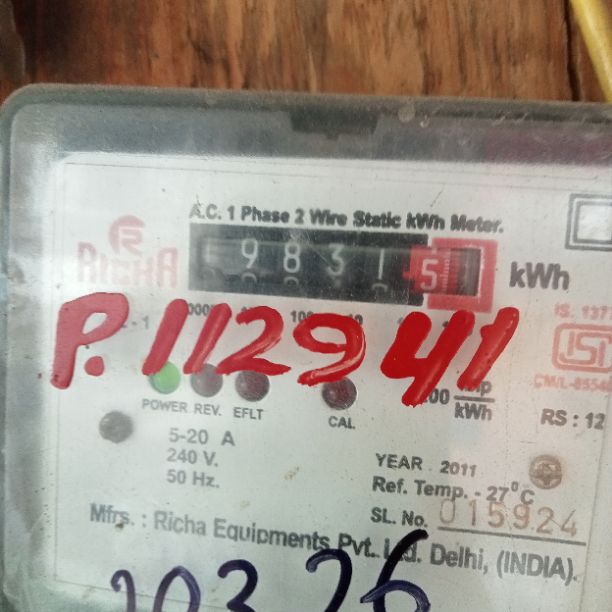 A.C. 1 Phase 2 Wire Static kWh Meter.
RICHA
9831 5 kWh
P. 112941
POWER REV. EFLT
CAL
kWh
RS : 12
5-20 A
240 V.
50 Hz.
YEAR 2011
Ref. Temp. - 27°C
SL. No. 015924
Mfrs. : Richa Equipments Pvt. Ltd. Delhi, (INDIA).